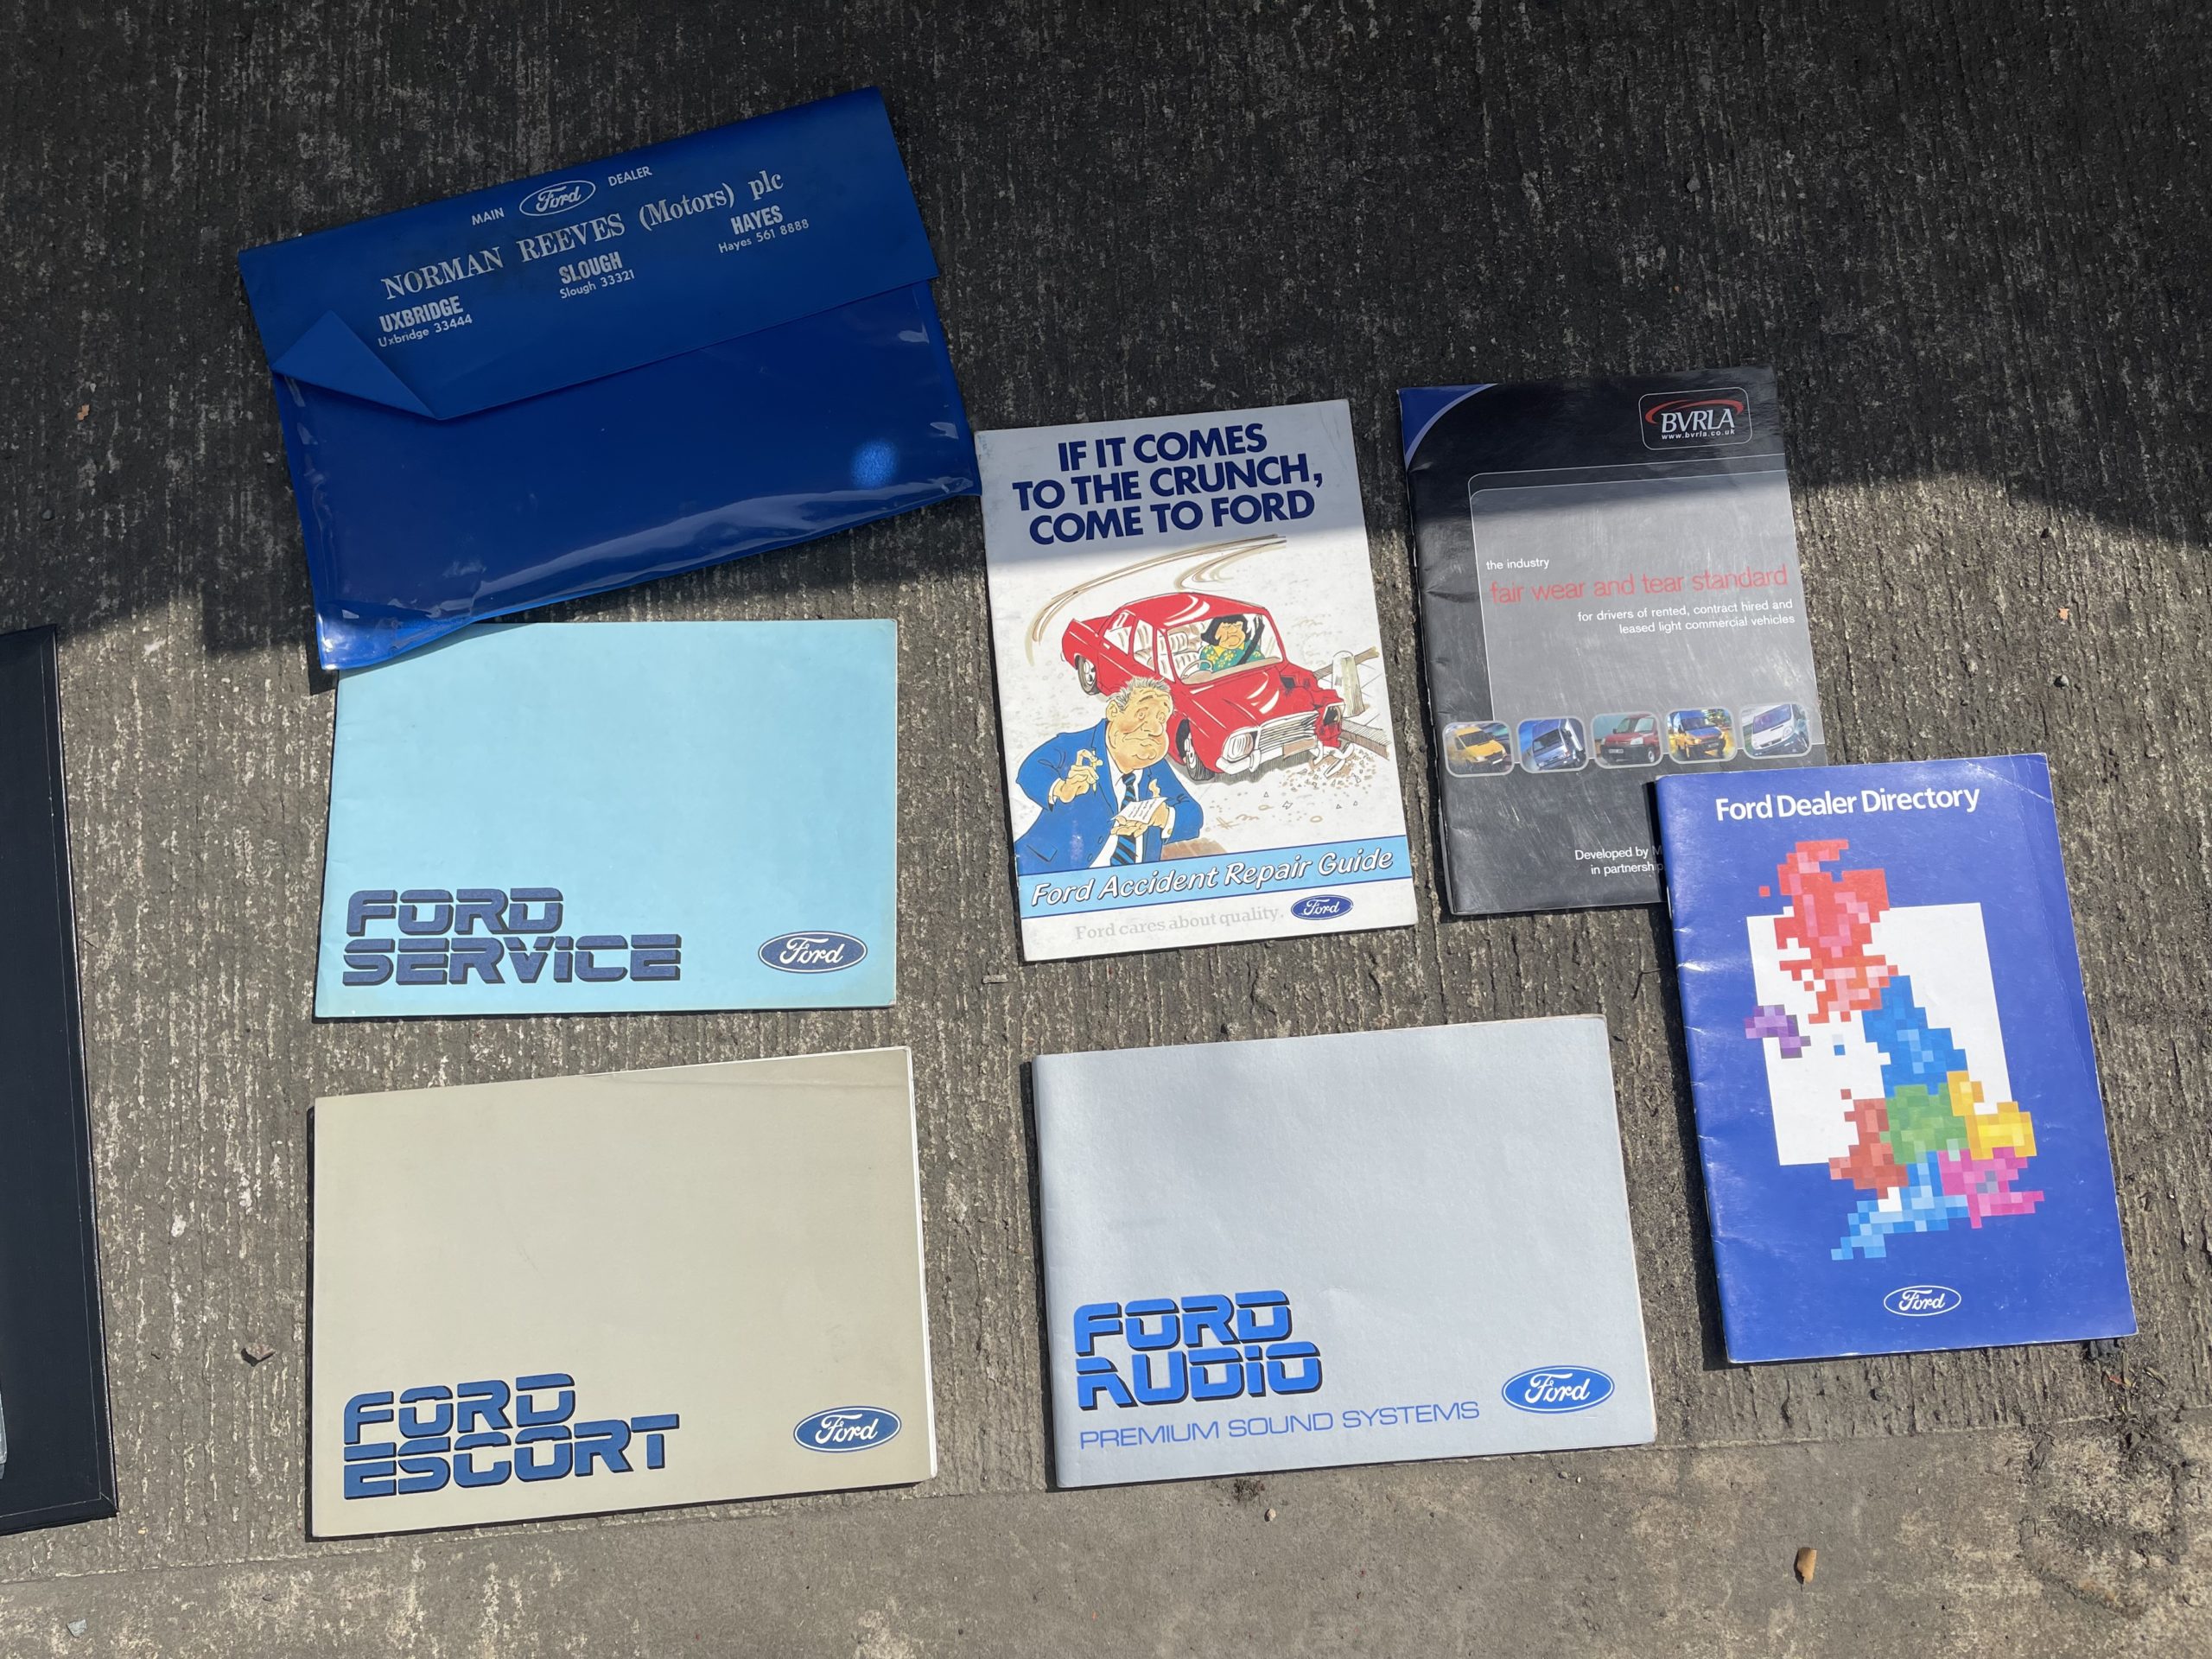 MAIN Ford DEALER
NORMAN REEVES (Motors) plc
UXBRIDGE
Uxbridge 33444
SLOUGH
Slough 33321
HAYES
Hayes 561 8888
IF IT COMES
TO THE CRUNCH,
COME TO FORD
Ford Accident Repair Guide
Ford cares about quality.
Ford
BVRLA
www.bvrla.co.uk
the industry
fair wear and tear standard
for drivers of rented, contract hired and
leased light commercial vehicles
Developed by
in partnership
Ford Dealer Directory
Ford
FORD
SERVICE
Ford
FORD
ESCORT
Ford
FORD
AUDIO
PREMIUM SOUND SYSTEMS
Ford